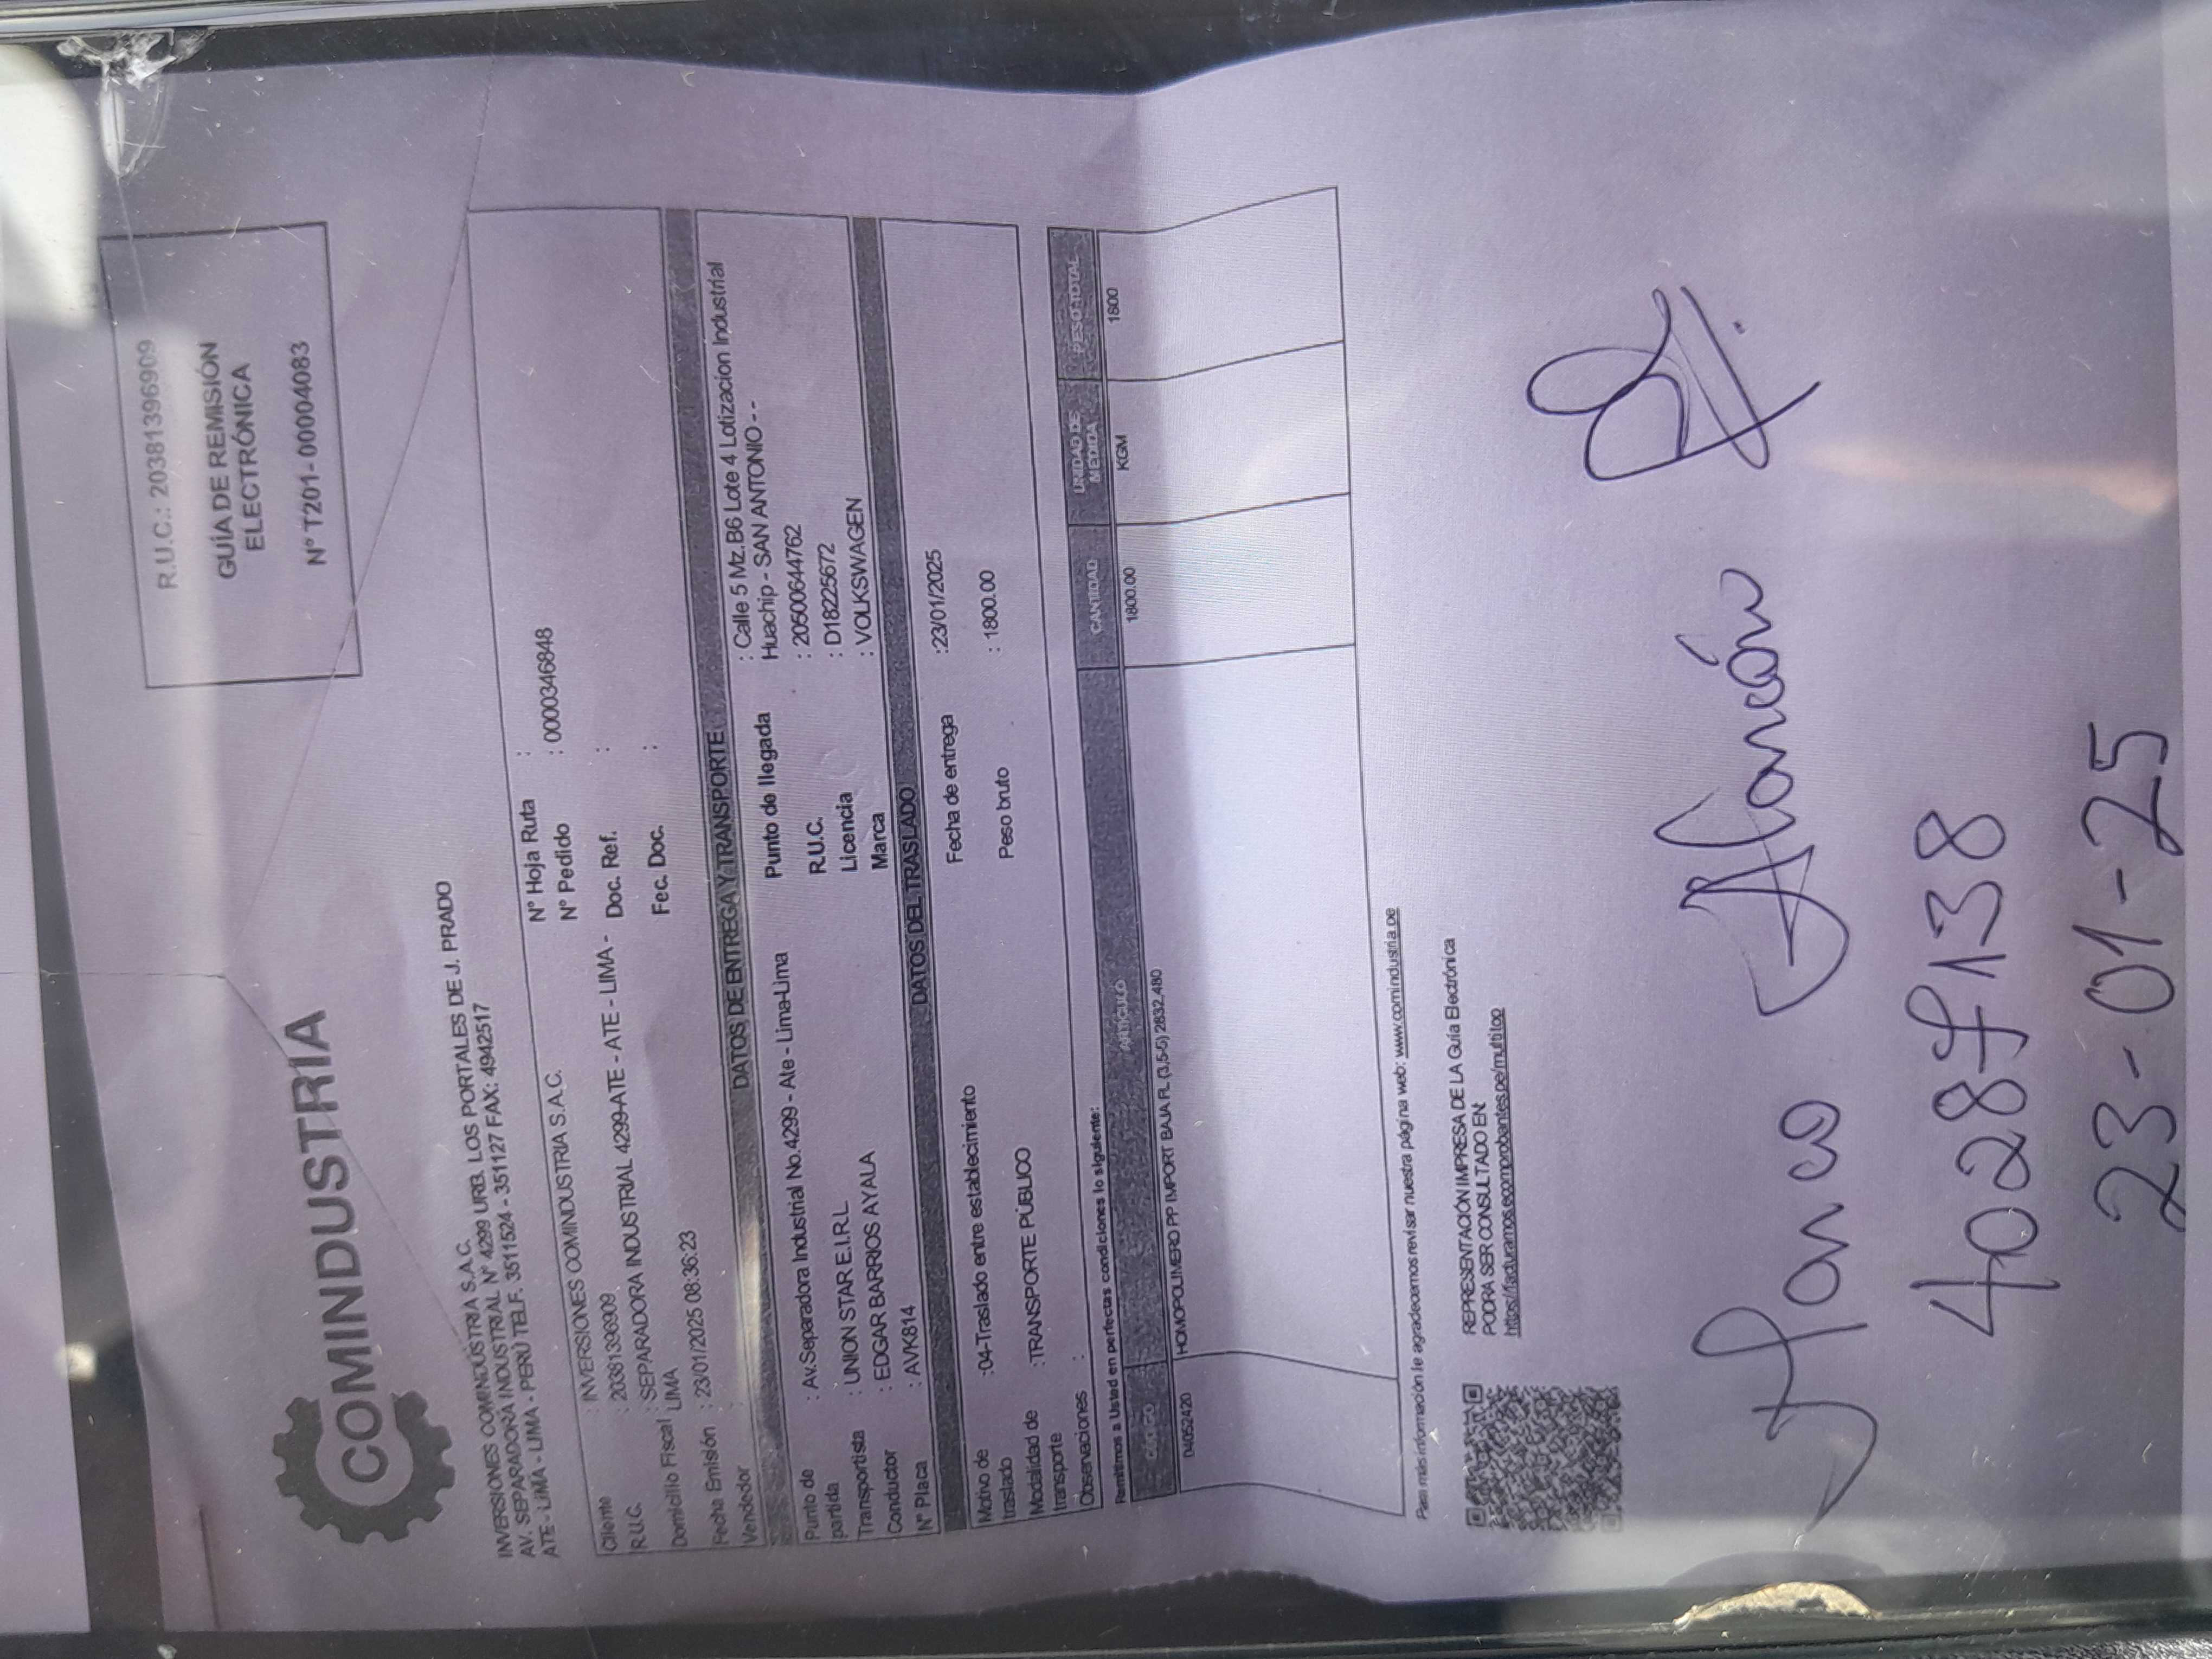 R.U.C.: 20381396909
GUÍA DE REMISIÓN
ELECTRÓNICA
Nº T201-00004083
COMINDUSTRIA
INVERSIONES COMINDUSTRIA S.A.C.
AV. SEPARADORA INDUSTRIAL Nº 4299 URB. LOS PORTALES DE J. PRADO
ATE - LIMA - LIMA - PERÚ TELF. 3511524 - 351127 FAX: 4942517
Cliente : INVERSIONES COMINDUSTRIA S.A.C. Nº Hoja Ruta :
R.U.C. : 20381396909 Nº Pedido : 0000346848
Domicilio Fiscal : SEPARADORA INDUSTRIAL 4299-ATE - ATE - LIMA - LIMA Doc. Ref. :
Fecha Emisión : 23/01/2025 08:36:23 Fec. Doc. :
Vendedor :
DATOS DE ENTREGA Y TRANSPORTE
Punto de partida : Av.Separadora Industrial No.4299 - Ate - Lima-Lima Punto de llegada : Calle 5 Mz.B6 Lote 4 Lotizacion Industrial
Huachip - SAN ANTONIO - -
Transportista : UNION STAR E.I.R.L R.U.C. : 20500644762
Conductor : EDGAR BARRIOS AYALA Licencia : D18225672
Nº Placa : AVK814 Marca : VOLKSWAGEN
DATOS DEL TRASLADO
Motivo de traslado :04-Traslado entre establecimiento Fecha de entrega :23/01/2025
Modalidad de transporte :TRANSPORTE PÚBLICO Peso bruto : 1800.00
Observaciones :
Remitimos a Usted en perfectas condiciones lo siguiente:
CODIGO ARTICULO CANTIDAD UNIDAD DE MEDIDA PESO TOTAL
D4052420 HOMOPOLIMERO PP IMPORT BAJA FL (3,5-5) 2832,480 1800.00 KGM 1800
Para más información le agradecemos revisar nuestra página web: www.comindustria.pe
REPRESENTACIÓN IMPRESA DE LA Guía Electrónica
PODRA SER CONSULTADO EN:
https://facturamos.ecomprobantes.pe/multitop
Alarcón
40287138
23-01-25